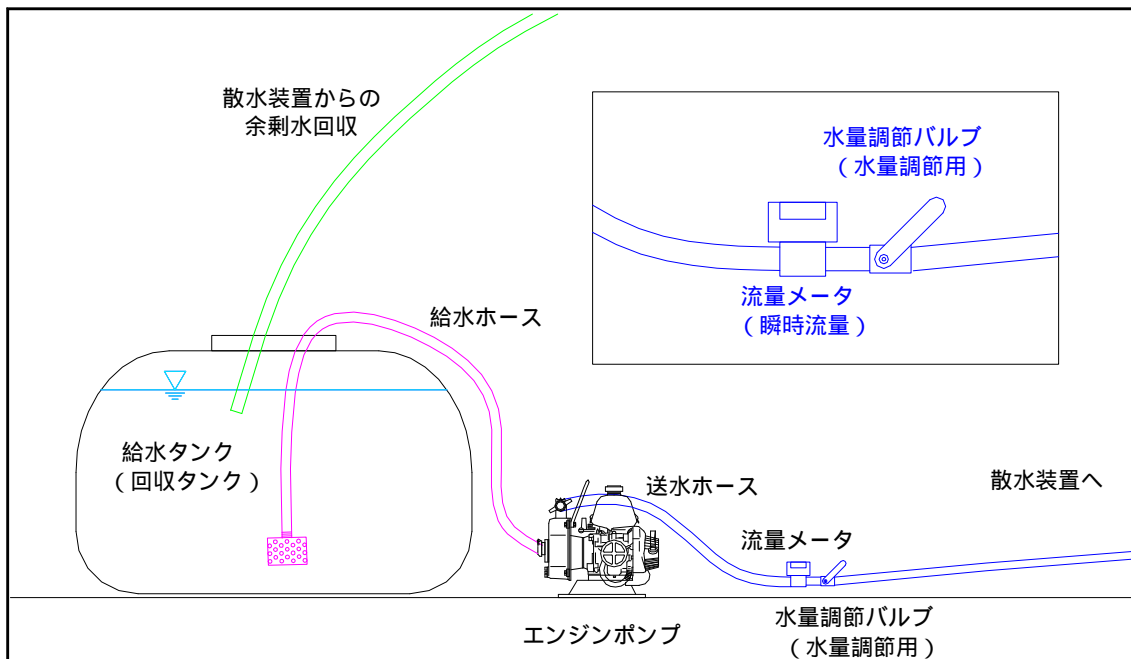 散水装置からの
余剰水回収
水量調節バルブ
（水量調節用）
流量メータ
（瞬時流量）
給水ホース
給水タンク
（回収タンク）
送水ホース
散水装置へ
流量メータ
エンジンポンプ
水量調節バルブ
（水量調節用）